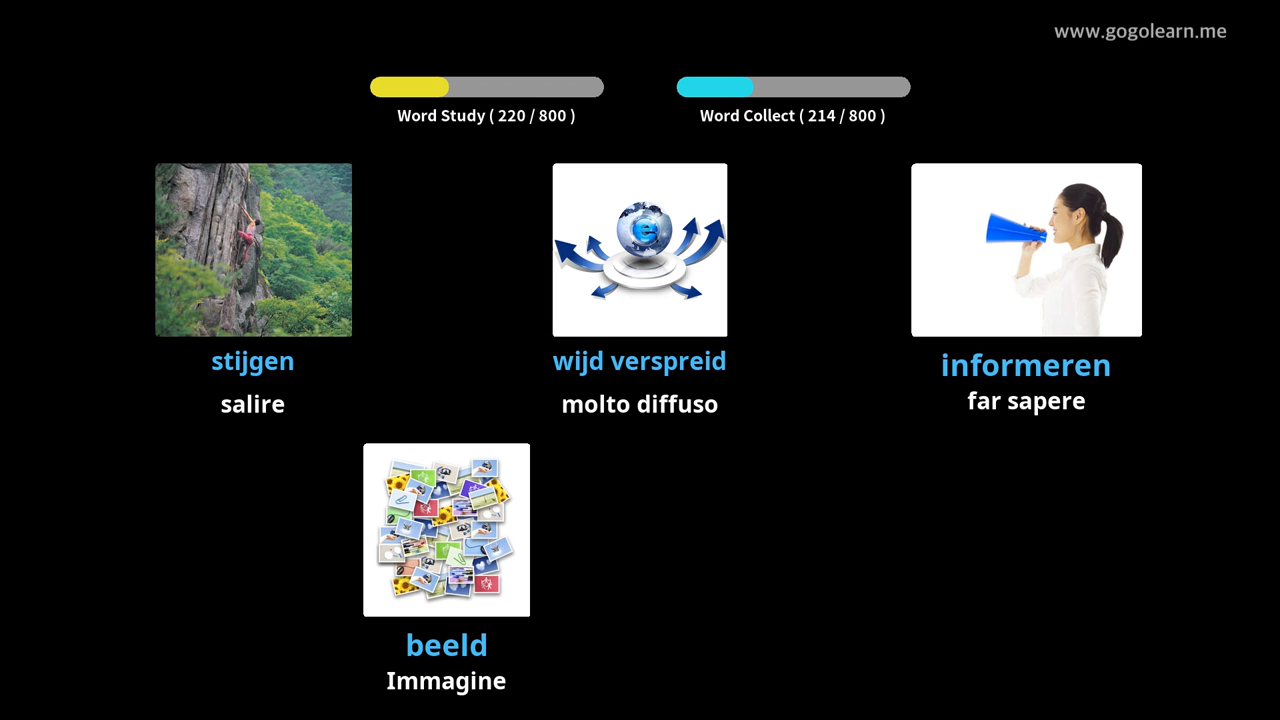 www.gogolearn.me
Word Study ( 220 / 800 )
Word Collect ( 214 / 800 )
stijgen
salire
wijd verspreid
molto diffuso
informeren
far sapere
beeld
Immagine